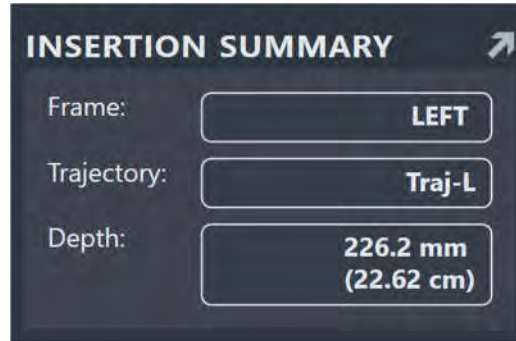 INSERTION SUMMARY
Frame: LEFT
Trajectory: Traj-L
Depth: 226.2 mm
(22.62 cm)